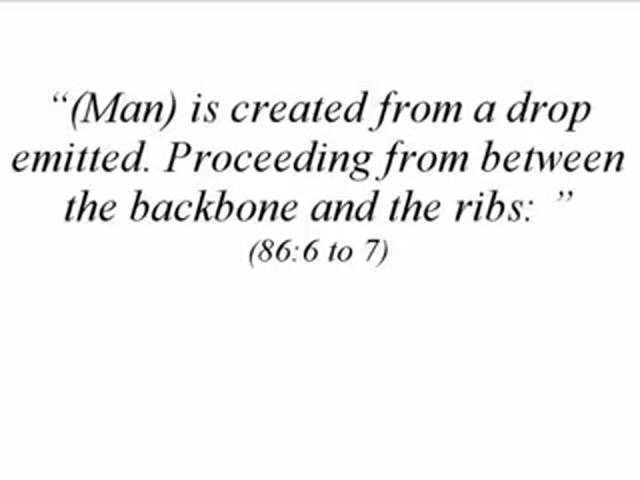 “(Man) is created from a drop
emitted. Proceeding from between
the backbone and the ribs: ”
(86:6 to 7)